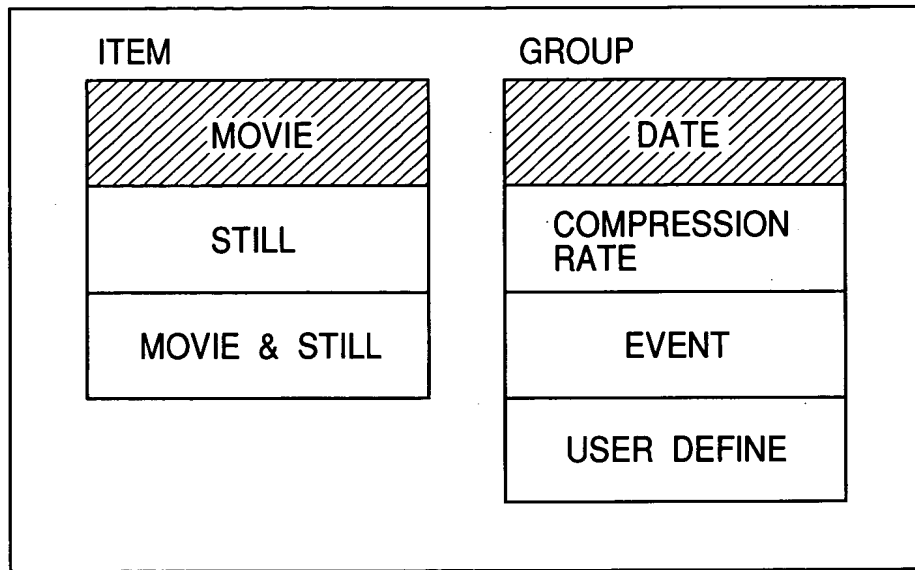 ITEM
MOVIE
STILL
MOVIE & STILL
GROUP
DATE
COMPRESSION
RATE
EVENT
USER DEFINE